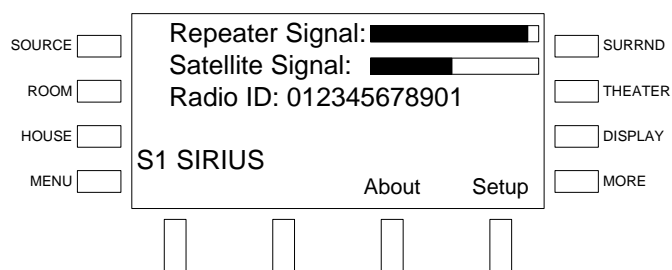 Repeater Signal:
SOURCE
SURRND
Satellite Signal:
ROOM
Radio ID: 012345678901
THEATER
HOUSE
DISPLAY
S1 SIRIUS
MENU
About Setup
MORE